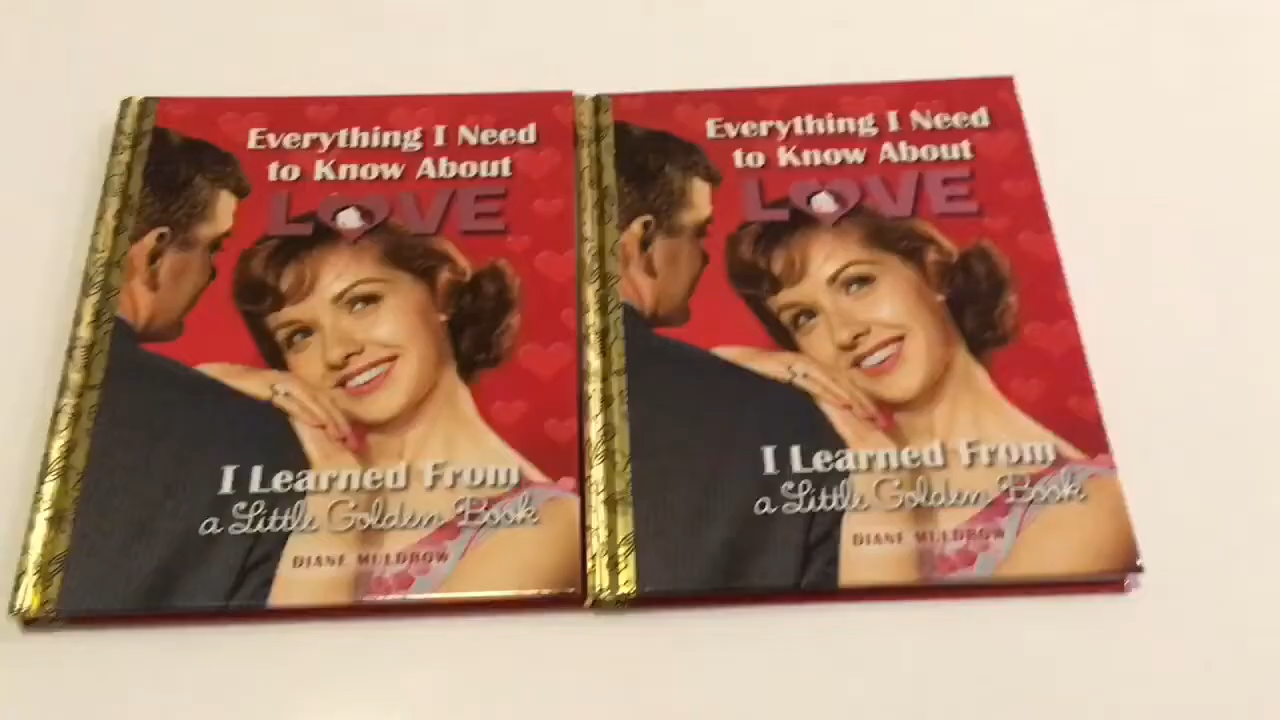 Everything I Need
to Know About
LOVE
I Learned From
a Little Golden Book
DIANE MULDROW
Everything I Need
to Know About
LOVE
I Learned From
a Little Golden Book
DIANE MULDROW